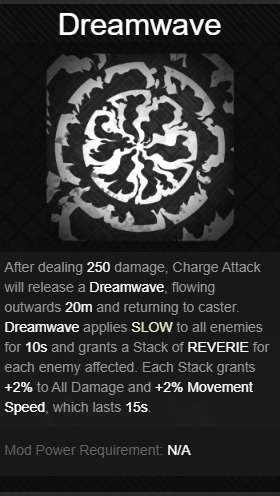 Dreamwave
After dealing 250 damage, Charge Attack
will release a Dreamwave, flowing
outwards 20m and returning to caster.
Dreamwave applies SLOW to all enemies
for 10s and grants a Stack of REVERIE for
each enemy affected. Each Stack grants
+2% to All Damage and +2% Movement
Speed, which lasts 15s.
Mod Power Requirement: N/A